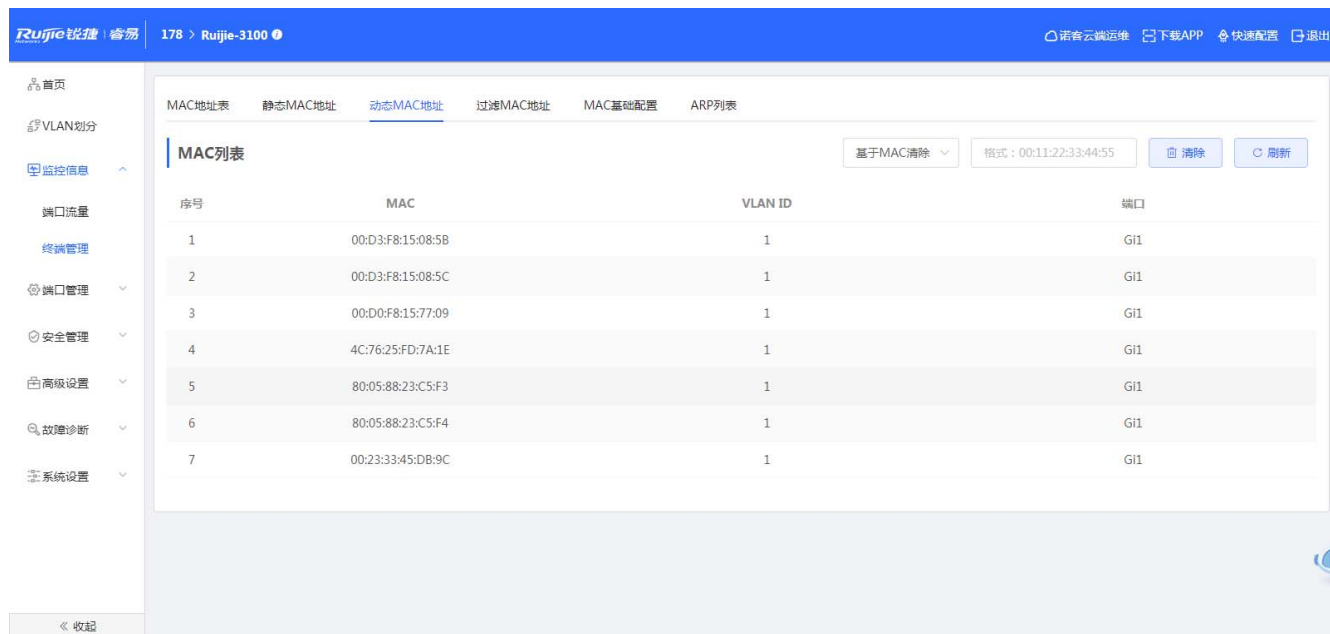 Ruijie锐捷 | 睿易 178 > Ruijie-3100
诺客云端运维 下载APP 快速配置 退出
首页
VLAN划分
监控信息
端口流量
终端管理
端口管理
安全管理
高级设置
故障诊断
系统设置
《 收起
MAC地址表 静态MAC地址 动态MAC地址 过滤MAC地址 MAC基础配置 ARP列表
MAC列表 基于MAC清除 格式：00:11:22:33:44:55 清除 刷新
序号 MAC VLAN ID 端口
1 00:D3:F8:15:08:5B 1 Gi1
2 00:D3:F8:15:08:5C 1 Gi1
3 00:D0:F8:15:77:09 1 Gi1
4 4C:76:25:FD:7A:1E 1 Gi1
5 80:05:88:23:C5:F3 1 Gi1
6 80:05:88:23:C5:F4 1 Gi1
7 00:23:33:45:DB:9C 1 Gi1